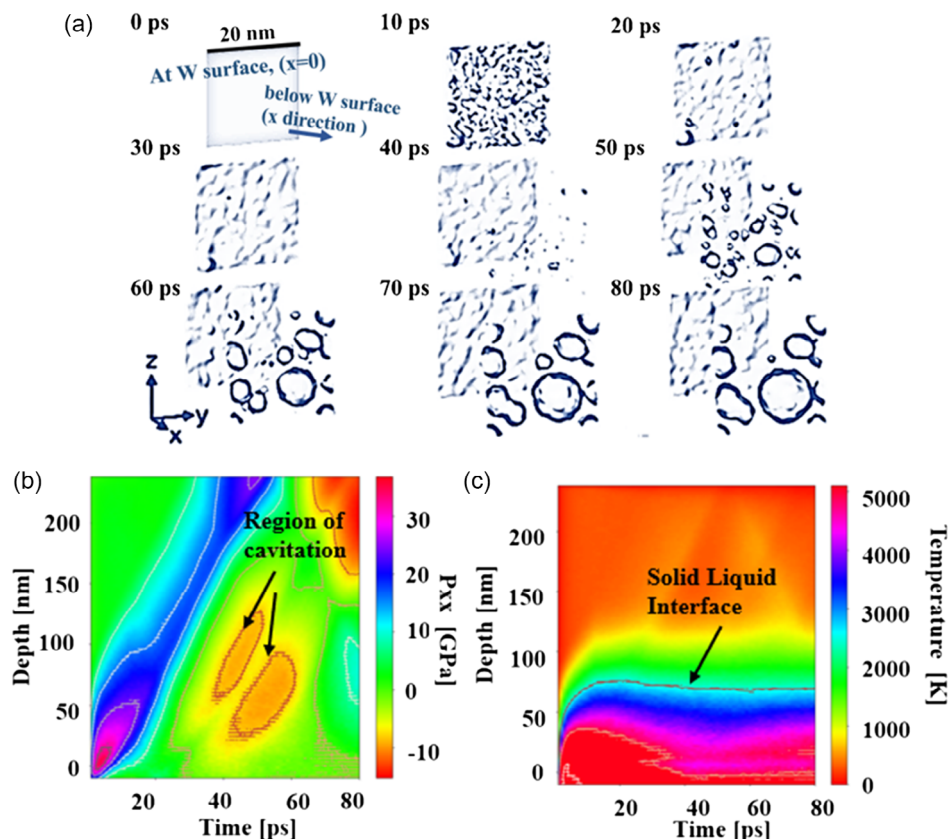 (a)
0 ps
10 ps
20 ps
20 nm
At W surface, (x=0)
below W surface
(x direction )
30 ps
40 ps
50 ps
60 ps
70 ps
80 ps
z
y
x
(b)
Region of
cavitation
200
150
100
50
0
Depth [nm]
20
40
60
80
Time [ps]
30
20
10
0
-10
Pxx [GPa]
(c)
Solid Liquid
Interface
200
100
0
Depth [nm]
0
20
40
60
80
Time [ps]
5000
4000
3000
2000
1000
0
Temperature [K]